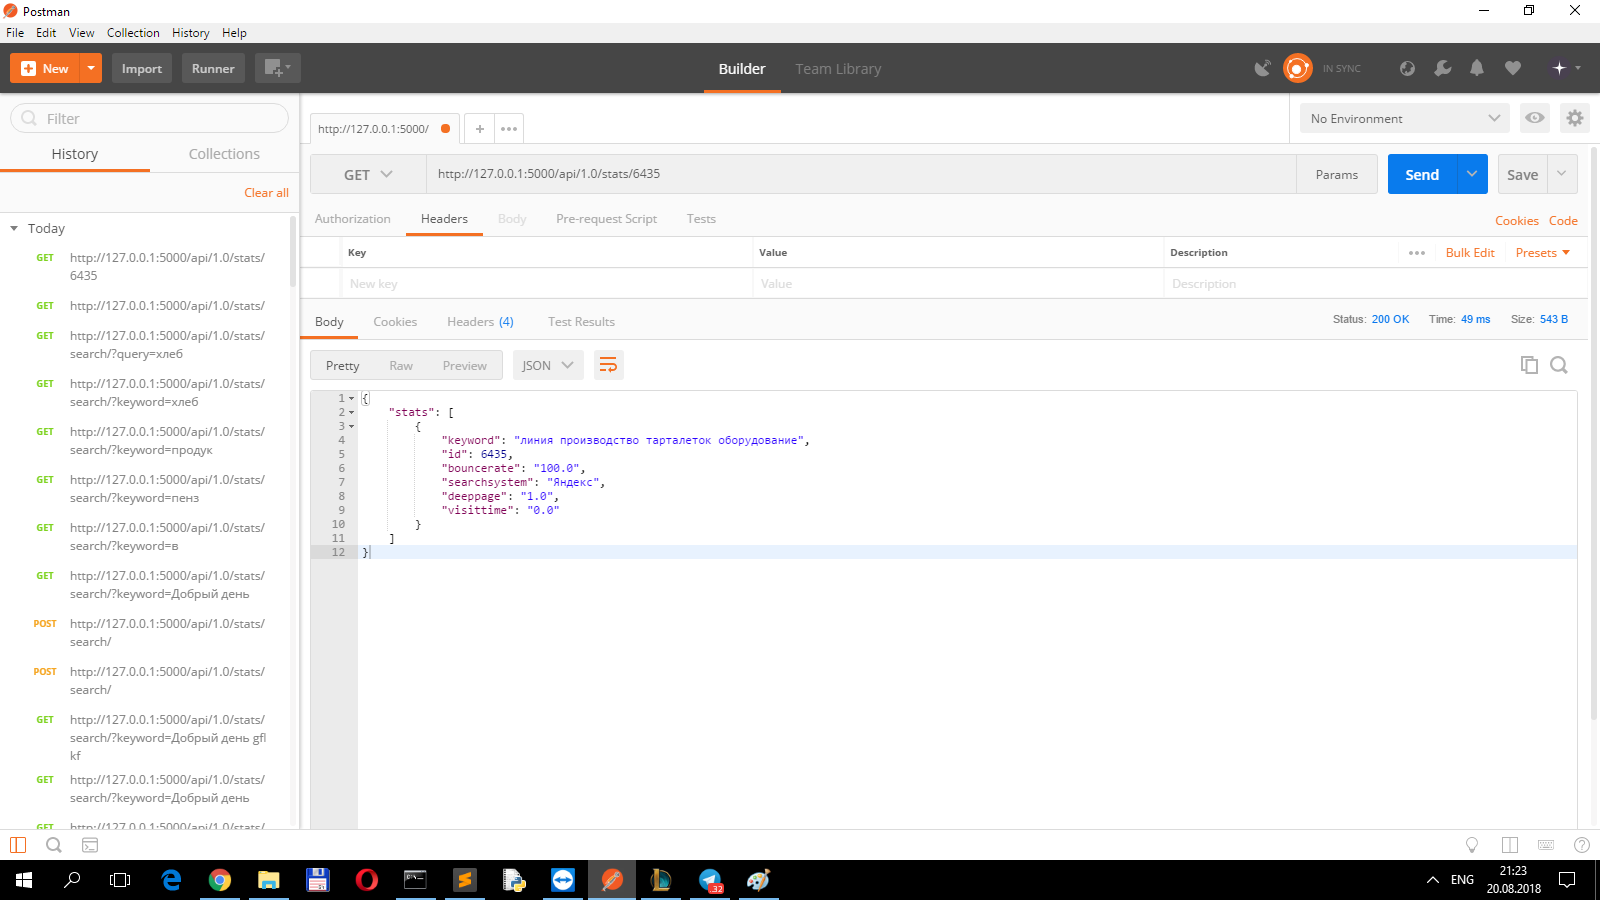 Postman
File Edit View Collection History Help
New Import Runner Builder Team Library IN SYNC
Filter
History Collections
Clear all
Today
GET http://127.0.0.1:5000/api/1.0/stats/
6435
GET http://127.0.0.1:5000/api/1.0/stats/
GET http://127.0.0.1:5000/api/1.0/stats/
search/?query=хлеб
GET http://127.0.0.1:5000/api/1.0/stats/
search/?keyword=хлеб
GET http://127.0.0.1:5000/api/1.0/stats/
search/?keyword=продук
GET http://127.0.0.1:5000/api/1.0/stats/
search/?keyword=пенз
GET http://127.0.0.1:5000/api/1.0/stats/
search/?keyword=в
GET http://127.0.0.1:5000/api/1.0/stats/
search/?keyword=Добрый день
POST http://127.0.0.1:5000/api/1.0/stats/
search/
POST http://127.0.0.1:5000/api/1.0/stats/
search/
GET http://127.0.0.1:5000/api/1.0/stats/
search/?keyword=Добрый день gfl
kf
GET http://127.0.0.1:5000/api/1.0/stats/
search/?keyword=Добрый день
GET http://127.0.0.1:5000/api/1.0/stats/
http://127.0.0.1:5000/ + •••
No Environment
GET http://127.0.0.1:5000/api/1.0/stats/6435 Params Send Save
Authorization Headers Body Pre-request Script Tests Cookies Code
Key Value Description ••• Bulk Edit Presets
New key Value Description
Body Cookies Headers (4) Test Results Status: 200 OK Time: 49 ms Size: 543 B
Pretty Raw Preview JSON
1 {
2 "stats": [
3 {
4 "keyword": "линия производство тарталеток оборудование",
5 "id": 6435,
6 "bouncerate": "100.0",
7 "searchsystem": "Яндекс",
8 "deeppage": "1.0",
9 "visittime": "0.0"
10 }
11 ]
12 }
32
ENG
21:23
20.08.2018